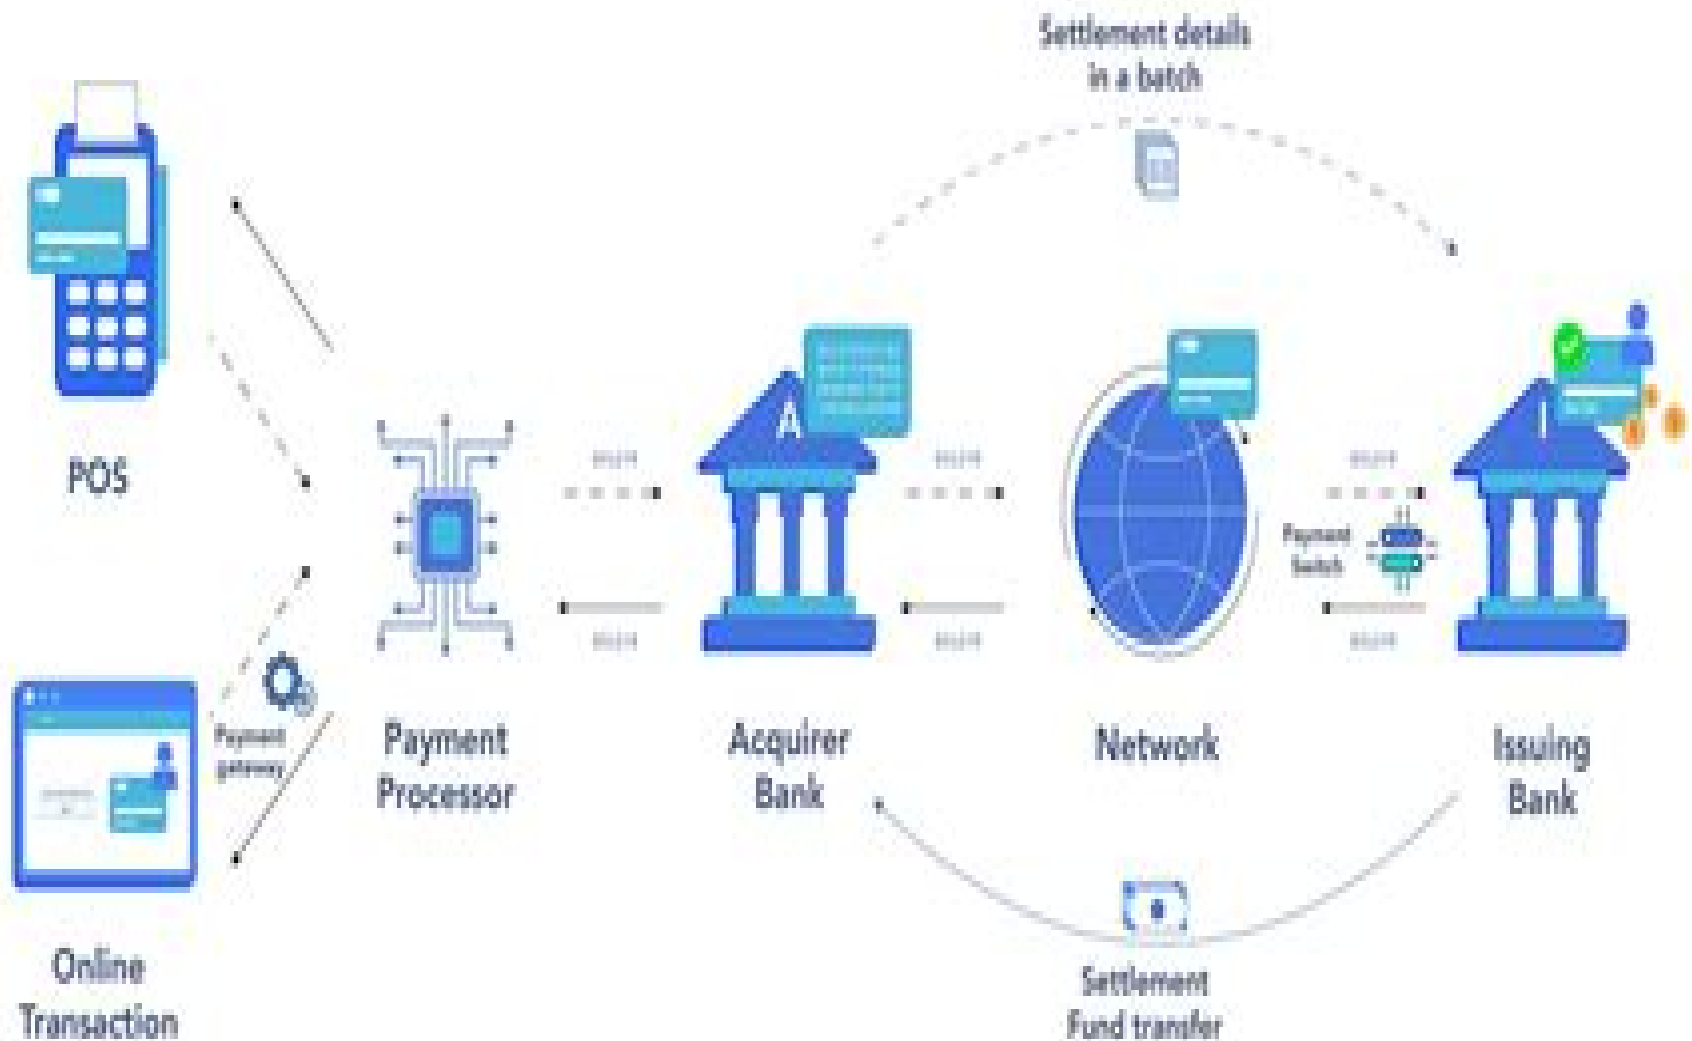 Settlement details
in a batch
POS
A
I
Payment
Switch
Payment
gateway
Payment
Processor
Acquirer
Bank
Network
Issuing
Bank
Online
Transaction
Settlement
Fund transfer